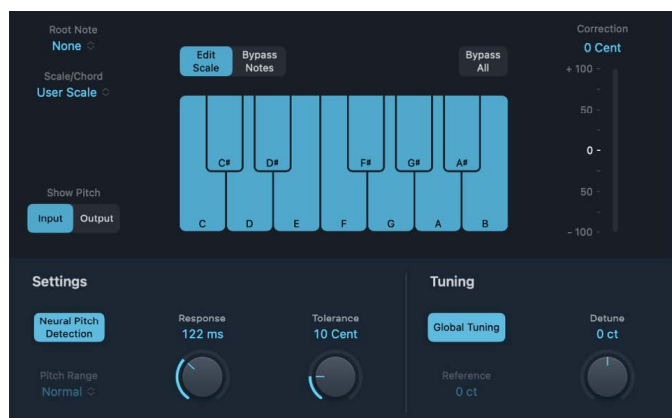 Root Note
None
Scale/Chord
User Scale
Show Pitch
Input Output
Edit
Scale
Bypass
Notes
Bypass
All
C# D# F# G# A#
C D E F G A B
Correction
0 Cent
+ 100 -
50 -
0 -
50 -
- 100 -
Settings
Neural Pitch
Detection
Pitch Range
Normal
Response
122 ms
Tolerance
10 Cent
Tuning
Global Tuning
Reference
0 ct
Detune
0 ct